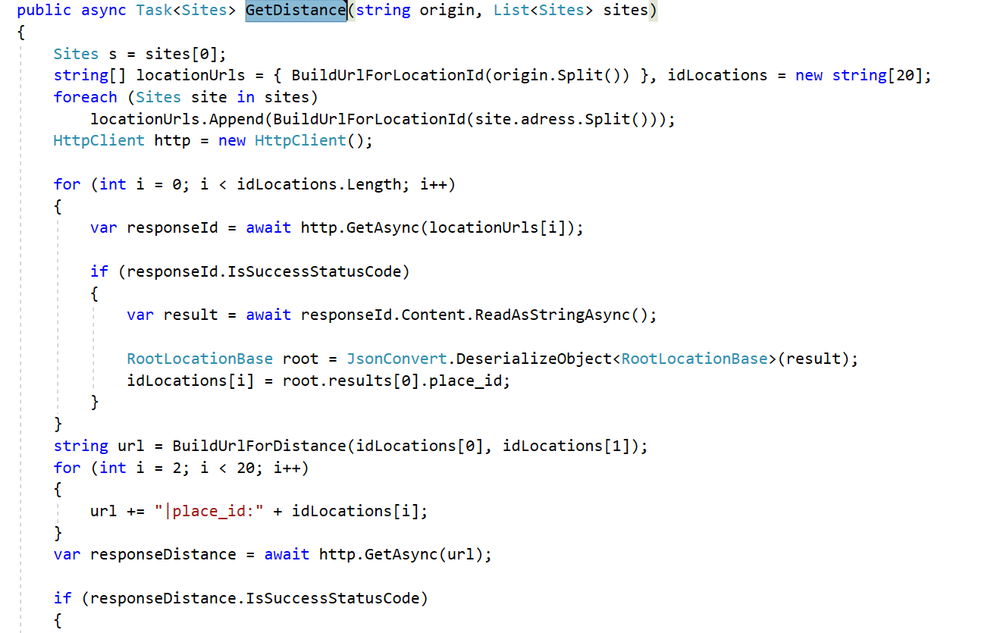 public async Task<Sites> GetDistance(string origin, List<Sites> sites)
{
Sites s = sites[0];
string[] locationUrls = { BuildUrlForLocationId(origin.Split()) }, idLocations = new string[20];
foreach (Sites site in sites)
locationUrls.Append(BuildUrlForLocationId(site.adress.Split()));
HttpClient http = new HttpClient();
for (int i = 0; i < idLocations.Length; i++)
{
var responseId = await http.GetAsync(locationUrls[i]);
if (responseId.IsSuccessStatusCode)
{
var result = await responseId.Content.ReadAsStringAsync();
RootLocationBase root = JsonConvert.DeserializeObject<RootLocationBase>(result);
idLocations[i] = root.results[0].place_id;
}
}
string url = BuildUrlForDistance(idLocations[0], idLocations[1]);
for (int i = 2; i < 20; i++)
{
url += "|place_id:" + idLocations[i];
}
var responseDistance = await http.GetAsync(url);
if (responseDistance.IsSuccessStatusCode)
{